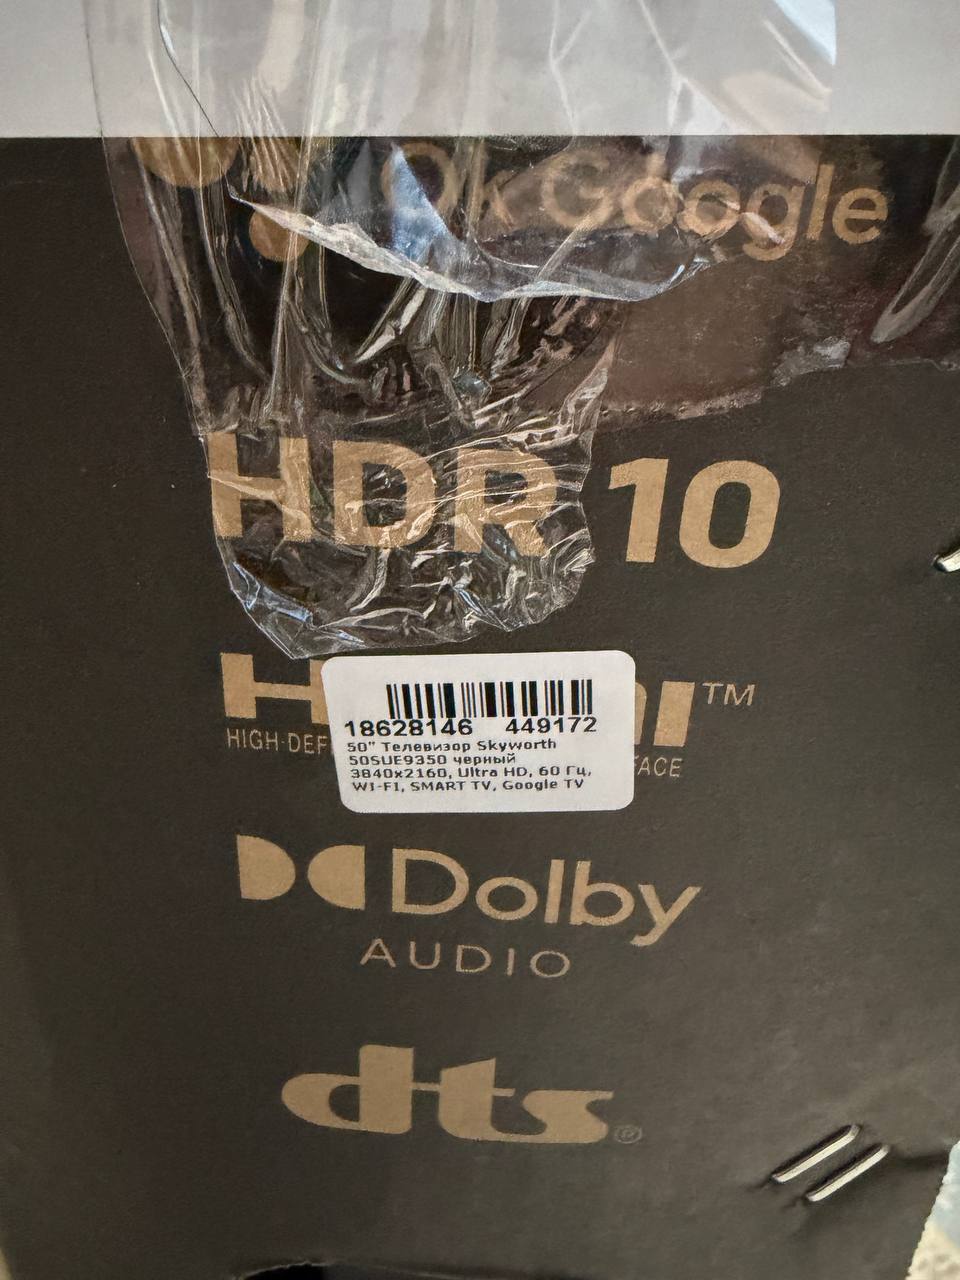 Ok Google
HDR 10
HIGH-DEF
TM
18628146 449172
50" Телевизор Skyworth
50SUE9350 черный
3840x2160, Ultra HD, 60 Гц,
WI-FI, SMART TV, Google TV
Dolby
AUDIO
dts®